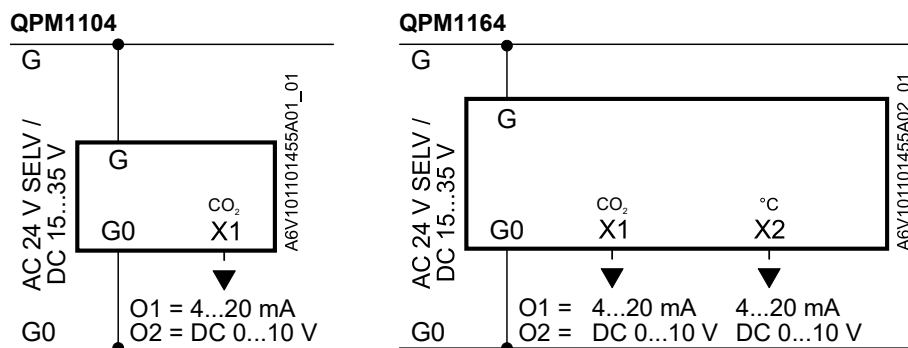 QPM1104
G
AC 24 V SELV /
DC 15...35 V
G
G0
CO₂
X1
A6V101101455A01_01
O1 = 4...20 mA
O2 = DC 0...10 V
G0
QPM1164
G
AC 24 V SELV /
DC 15...35 V
G
G0
CO₂
X1
°C
X2
A6V101101455A02_01
O1 = 4...20 mA 4...20 mA
O2 = DC 0...10 V DC 0...10 V
G0